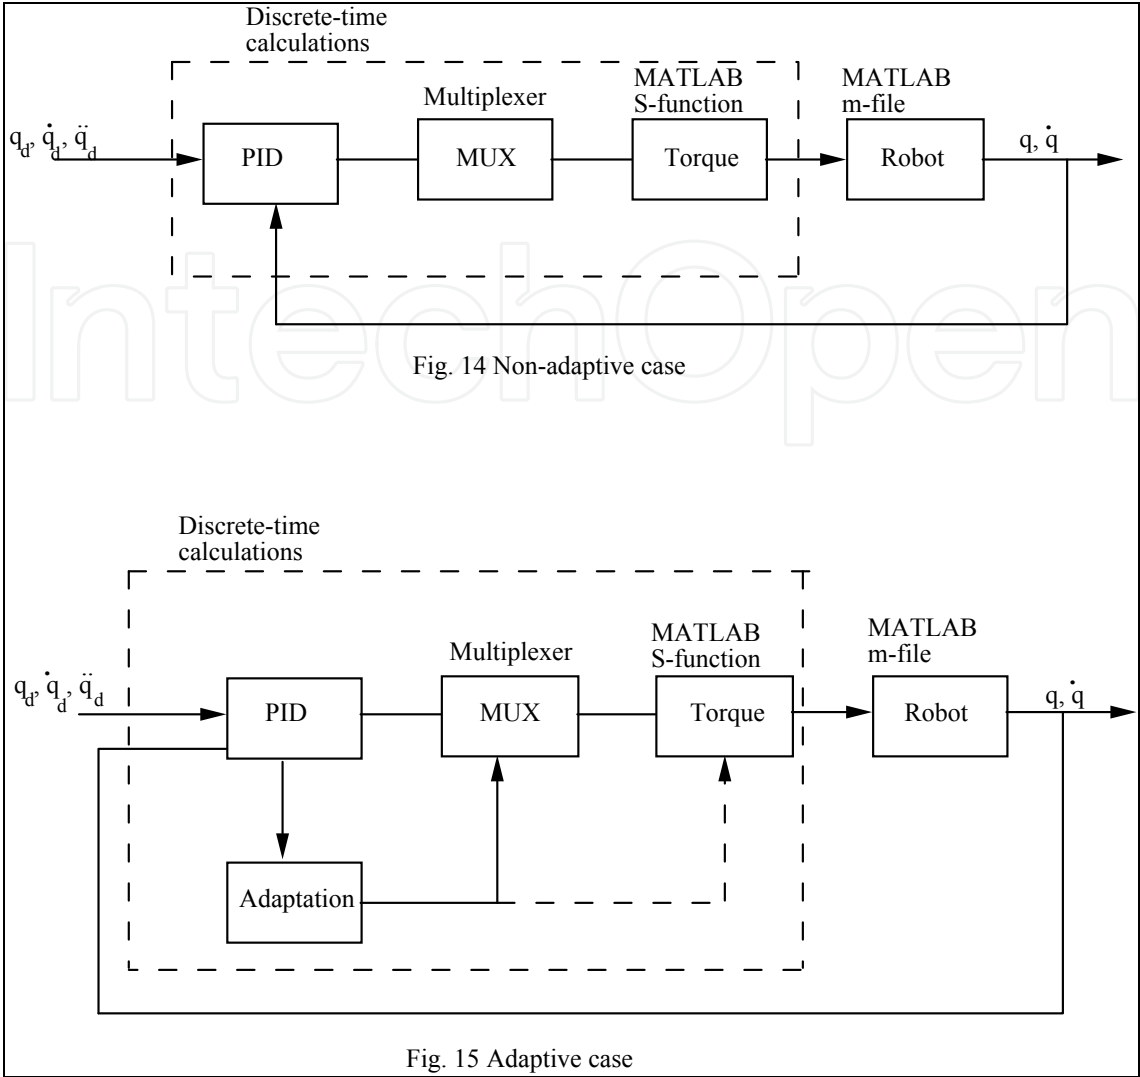 Discrete-time
calculations
MATLAB
S-function
MATLAB
m-file
Multiplexer
q_d, q̇_d, q̈_d
PID
MUX
Torque
Robot
q, q̇
IntechOpen
Fig. 14 Non-adaptive case
Discrete-time
calculations
MATLAB
S-function
MATLAB
m-file
Multiplexer
q_d, q̇_d, q̈_d
PID
MUX
Torque
Robot
q, q̇
Adaptation
Fig. 15 Adaptive case